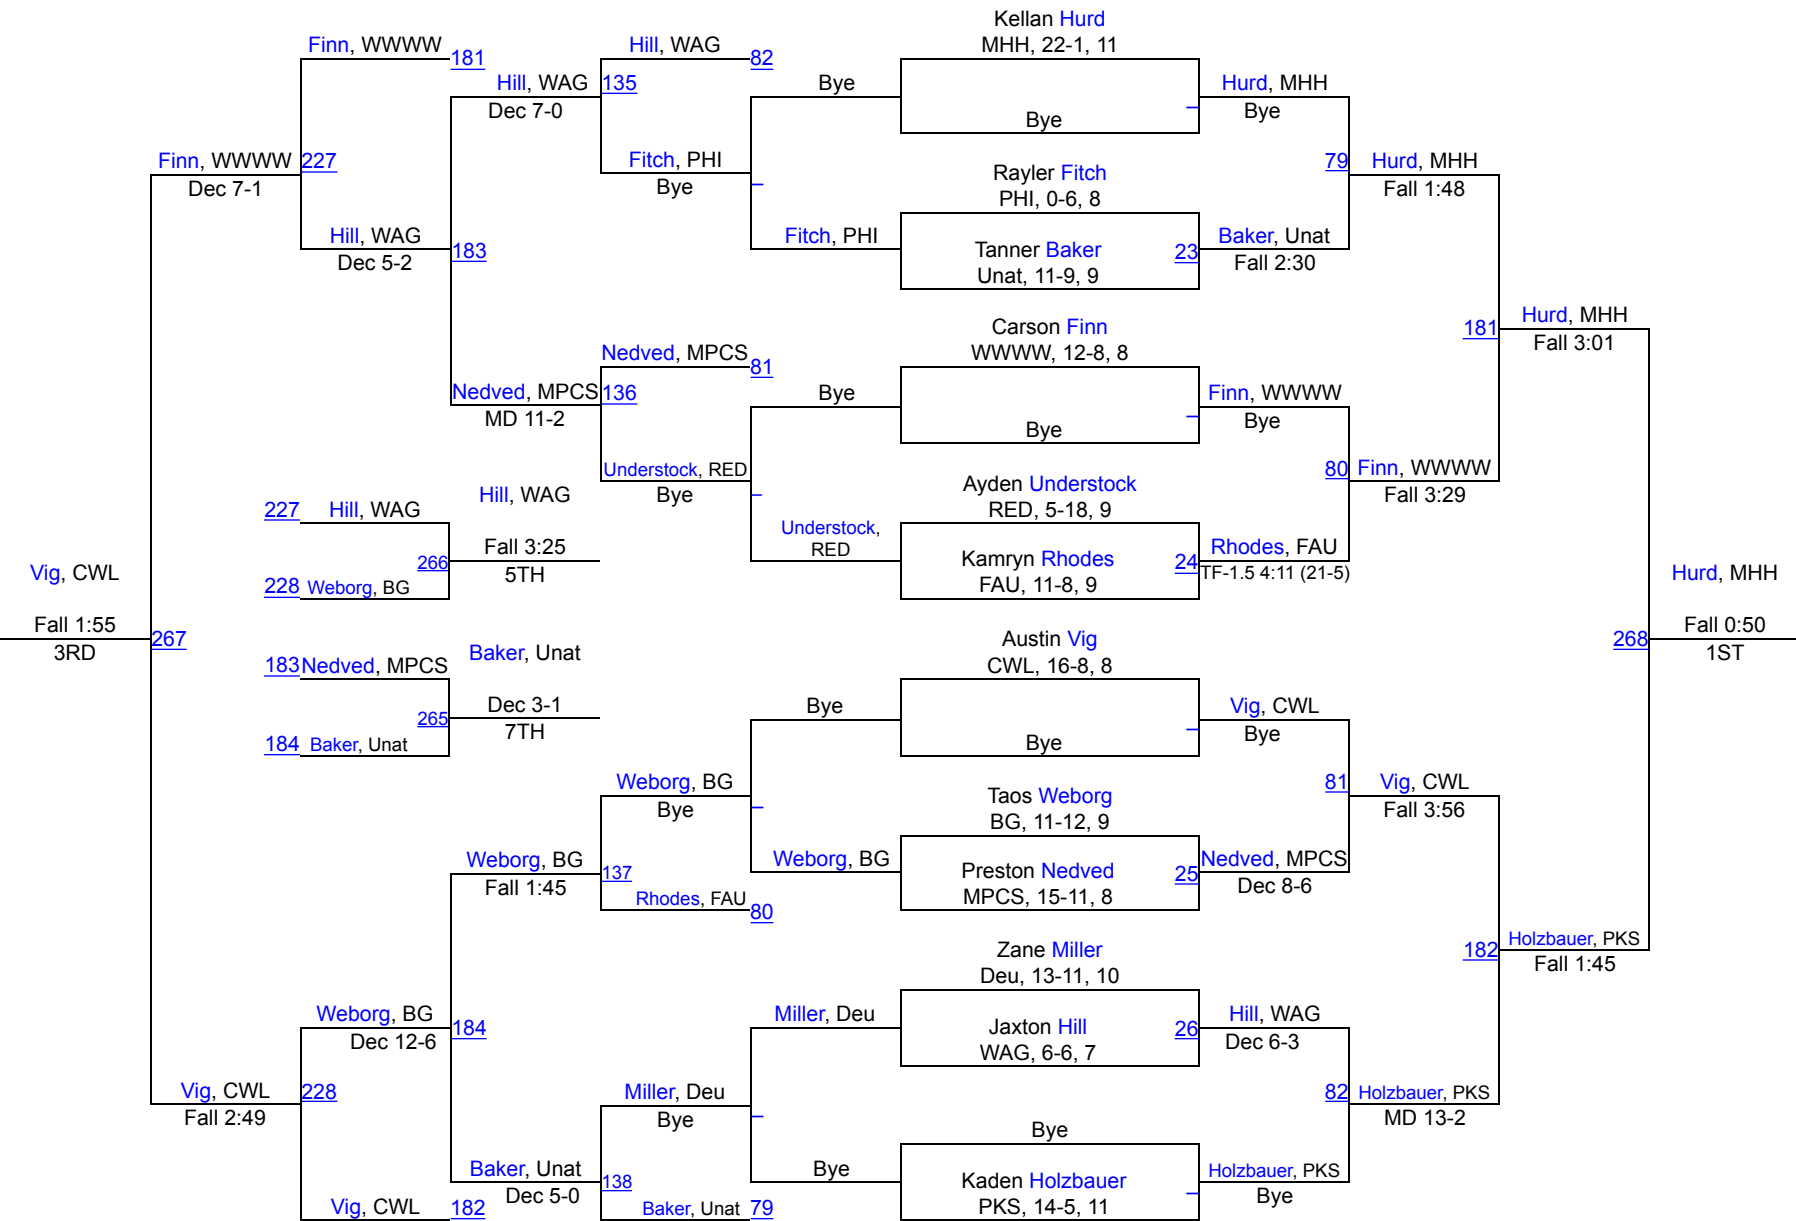 Kellan Hurd
MHH, 22-1, 11
Finn, WWWW
181
Hill, WAG
82
Hill, WAG
135
Dec 7-0
Bye
Hurd, MHH
Bye
Bye
Finn, WWWW
227
Dec 7-1
Fitch, PHI
Bye
Rayler Fitch
PHI, 0-6, 8
79
Hurd, MHH
Fall 1:48
Hill, WAG
Dec 5-2
183
Fitch, PHI
Tanner Baker
Unat, 11-9, 9
23
Baker, Unat
Fall 2:30
Carson Finn
WWWW, 12-8, 8
181
Hurd, MHH
Fall 3:01
Nedved, MPCS
81
Nedved, MPCS
136
MD 11-2
Bye
Finn, WWWW
Bye
Bye
Understock, RED
Bye
Ayden Understock
RED, 5-18, 9
80
Finn, WWWW
Fall 3:29
227
Hill, WAG
Hill, WAG
Fall 3:25
266
5TH
228
Weborg, BG
Understock,
RED
Kamryn Rhodes
FAU, 11-8, 9
24
Rhodes, FAU
TF-1.5 4:11 (21-5)
Vig, CWL
Fall 1:55
267
3RD
Hurd, MHH
Fall 0:50
268
1ST
Austin Vig
CWL, 16-8, 8
183
Nedved, MPCS
Baker, Unat
Dec 3-1
265
7TH
184
Baker, Unat
Bye
Vig, CWL
Bye
Bye
Weborg, BG
Bye
Taos Weborg
BG, 11-12, 9
81
Vig, CWL
Fall 3:56
Weborg, BG
137
Fall 1:45
Weborg, BG
Preston Nedved
MPCS, 15-11, 8
25
Nedved, MPCS
Dec 8-6
Rhodes, FAU
80
Zane Miller
Deu, 13-11, 10
182
Holzbauer, PKS
Fall 1:45
Weborg, BG
Dec 12-6
184
Miller, Deu
Jaxton Hill
WAG, 6-6, 7
26
Hill, WAG
Dec 6-3
Vig, CWL
228
Fall 2:49
Miller, Deu
Bye
82
Holzbauer, PKS
MD 13-2
Bye
Baker, Unat
138
Dec 5-0
Bye
Kaden Holzbauer
PKS, 14-5, 11
Holzbauer, PKS
Bye
Vig, CWL
182
Baker, Unat
79